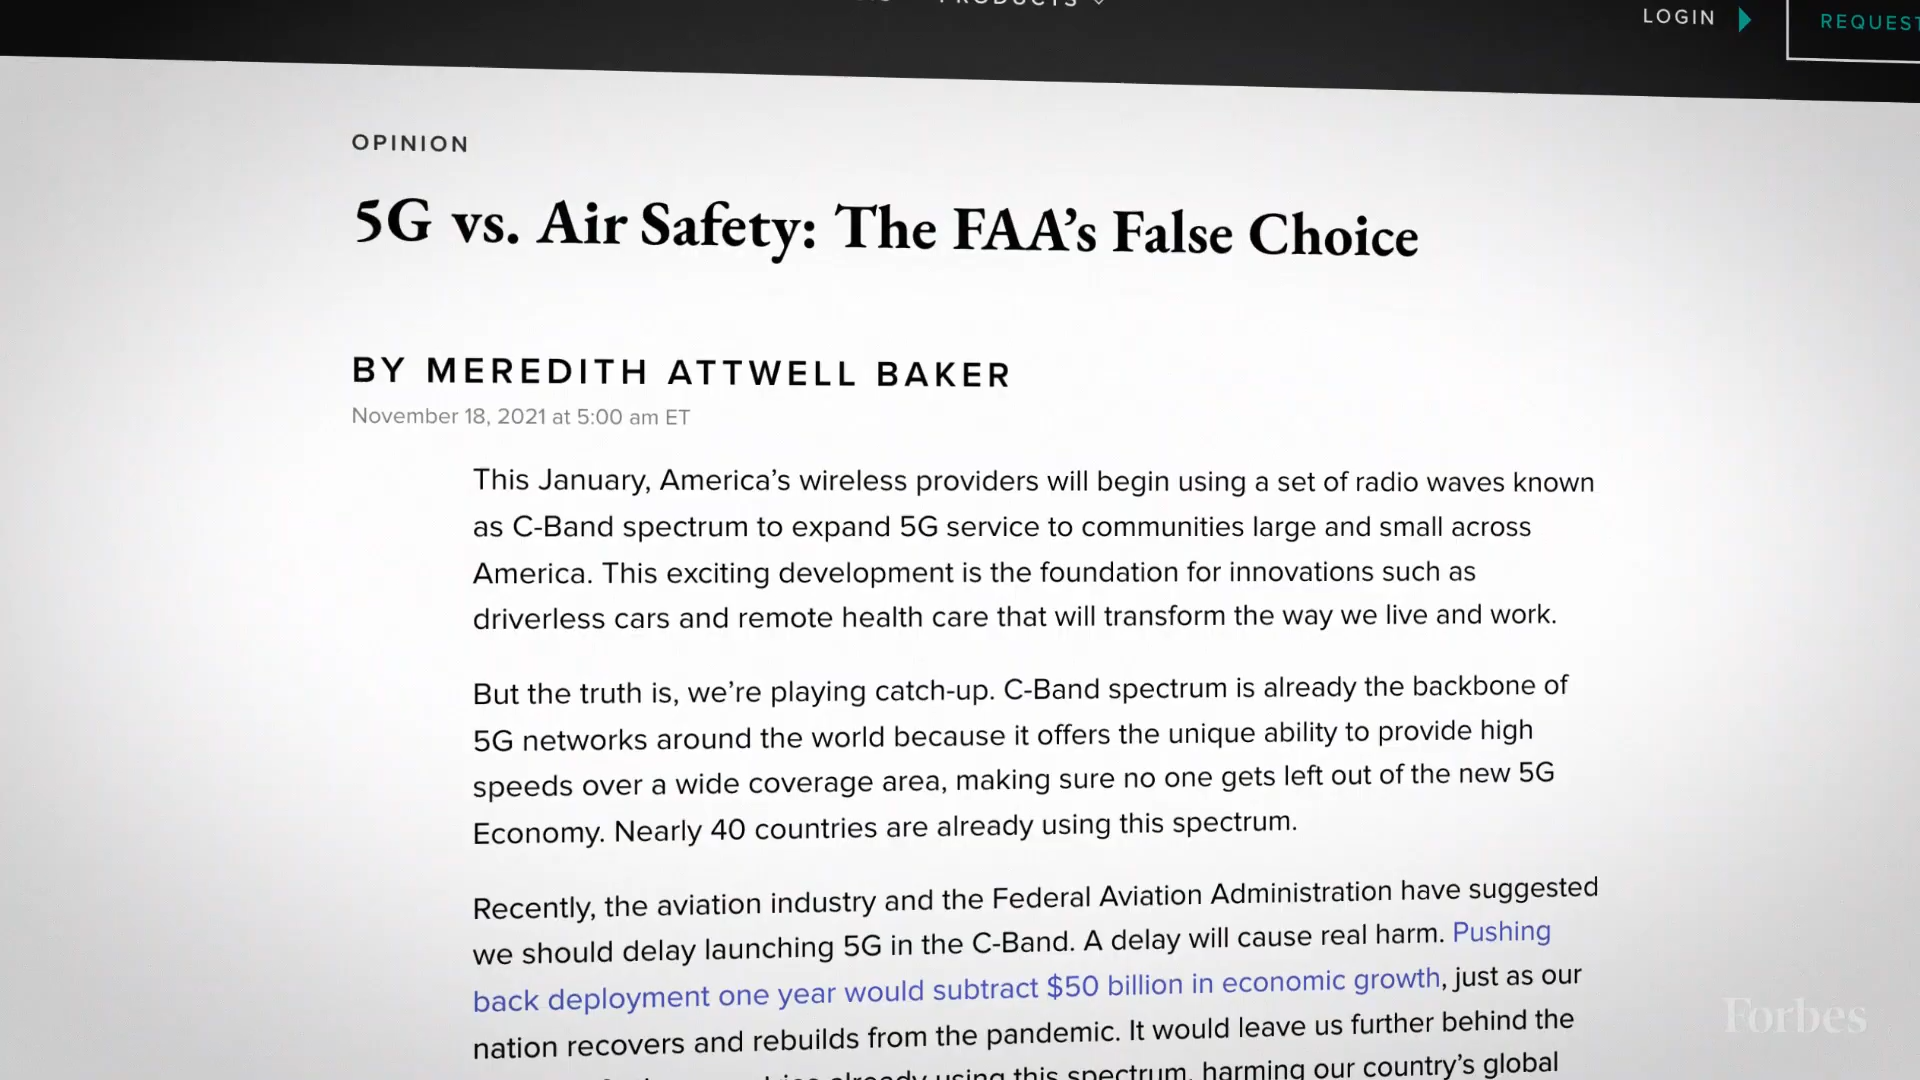 PRODUCTS
LOGIN
REQUEST
OPINION
5G vs. Air Safety: The FAA’s False Choice
BY MEREDITH ATTWELL BAKER
November 18, 2021 at 5:00 am ET
This January, America’s wireless providers will begin using a set of radio waves known
as C-Band spectrum to expand 5G service to communities large and small across
America. This exciting development is the foundation for innovations such as
driverless cars and remote health care that will transform the way we live and work.
But the truth is, we’re playing catch-up. C-Band spectrum is already the backbone of
5G networks around the world because it offers the unique ability to provide high
speeds over a wide coverage area, making sure no one gets left out of the new 5G
Economy. Nearly 40 countries are already using this spectrum.
Recently, the aviation industry and the Federal Aviation Administration have suggested
we should delay launching 5G in the C-Band. A delay will cause real harm. Pushing
back deployment one year would subtract $50 billion in economic growth, just as our
nation recovers and rebuilds from the pandemic. It would leave us further behind the
already using this spectrum, harming our country’s global
Forbes